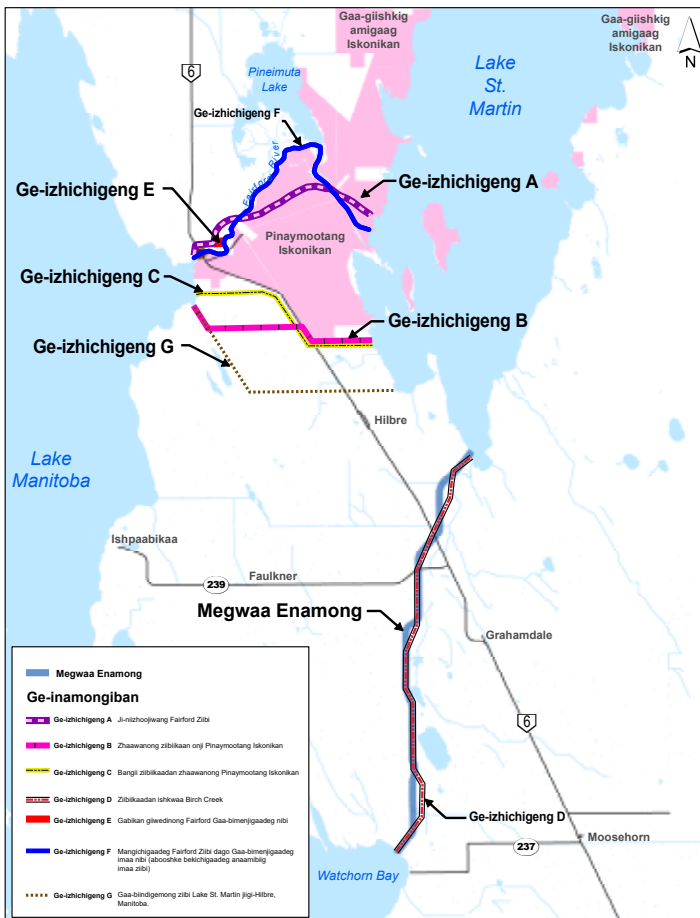 Gaa-giishkig
amigaag
Iskonikan
Gaa-giishkig
amigaag
Iskonikan
N
6
Pineimuta
Lake
Lake
St.
Martin
Ge-izhichigeng F
Fairford River
Ge-izhichigeng A
Ge-izhichigeng E
Pinaymootang
Iskonikan
Ge-izhichigeng C
Ge-izhichigeng B
Ge-izhichigeng G
Hilbre
Lake
Manitoba
Ishpaabikaa
239
Faulkner
Megwaa Enamong
Grahamdale
6
Ge-izhichigeng D
Moosehorn
237
Watchorn Bay
Megwaa Enamong
Ge-inamongiban
Ge-izhichigeng A Ji-niizhoojiwang Fairford Ziibi
Ge-izhichigeng B Zhaawanong ziibiikaan onji Pinaymootang Iskonikan
Ge-izhichigeng C Bangii ziibiikaadan zhaawanong Pinaymootang Iskonikan
Ge-izhichigeng D Ziibiikaadan ishkwaa Birch Creek
Ge-izhichigeng E Gabikan giiwedinong Fairford Gaa-bimenjigaadeg nibi
Ge-izhichigeng F Mangichigaadeg Fairford Ziibi dago Gaa-bimenjigaadeg
imaa nibi (abooshke bekichigaadeg anaamibiig
imaa ziibi)
Ge-izhichigeng G Gaa-biindigemong ziibi Lake St. Martin jiigi-Hilbre,
Manitoba.